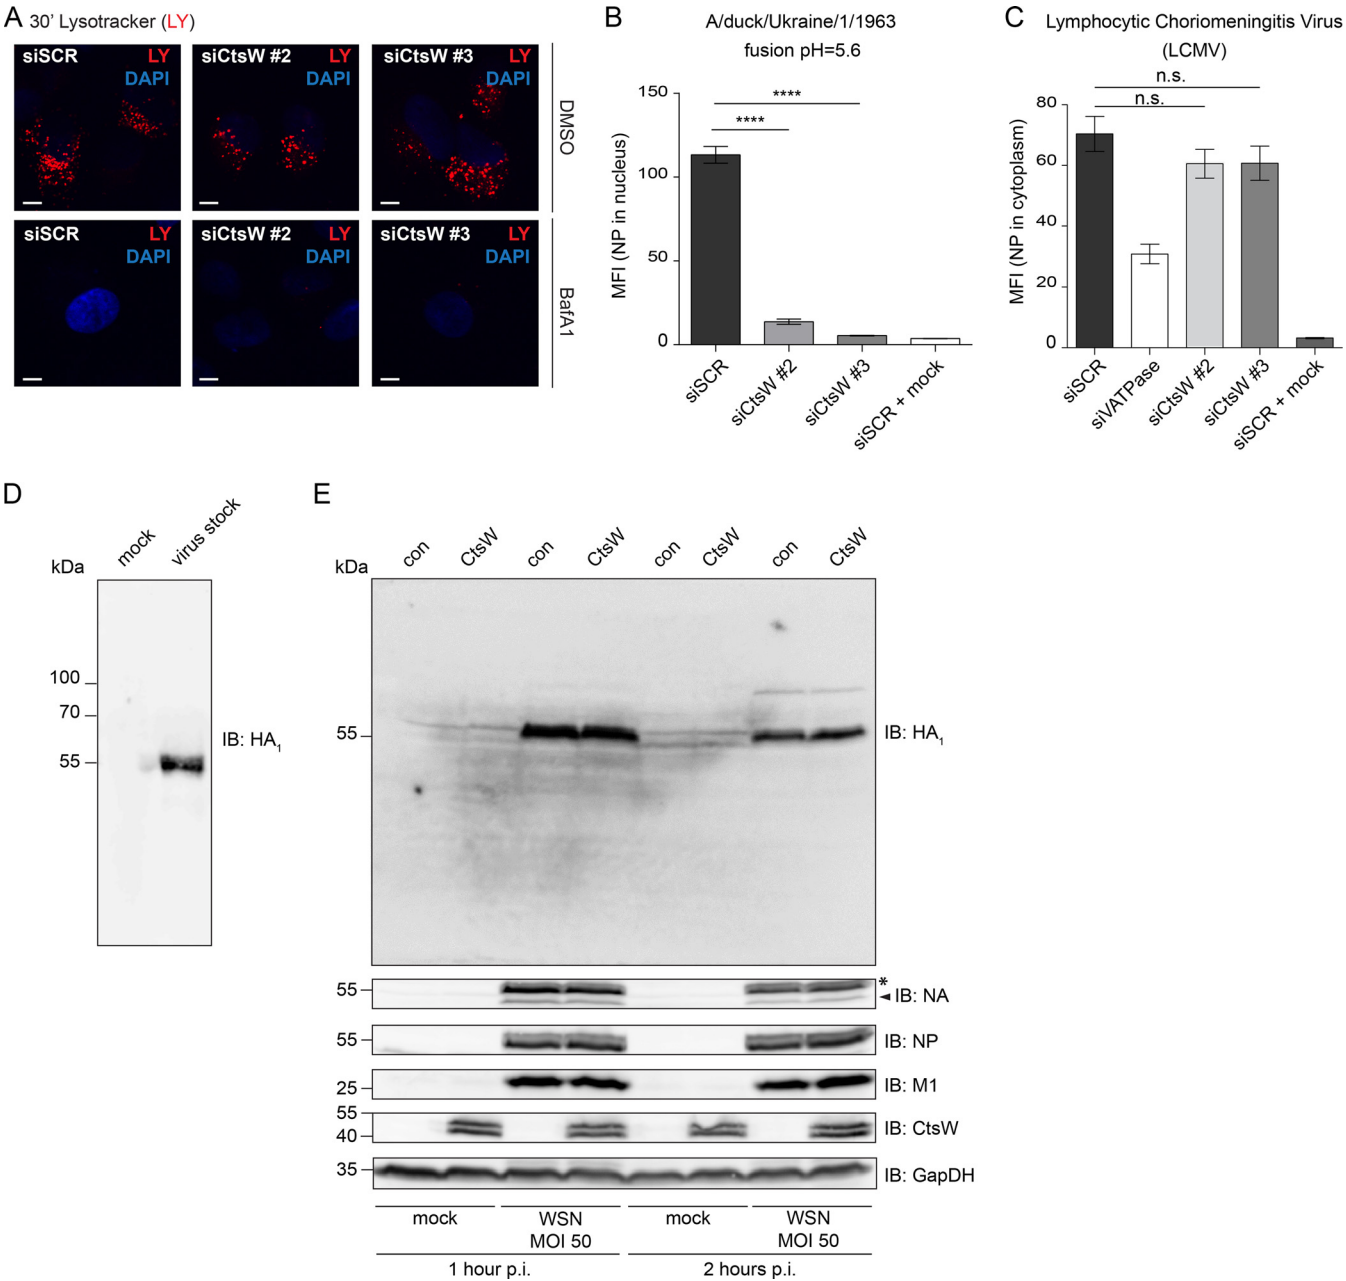 A 30' Lysotracker (LY)
siSCR LY DAPI
siCtsW #2 LY DAPI
siCtsW #3 LY DAPI
DMSO
siSCR LY DAPI
siCtsW #2 LY DAPI
siCtsW #3 LY DAPI
BafA1
B
A/duck/Ukraine/1/1963
fusion pH=5.6
MFI (NP in nucleus)
150
100
50
0
****
****
siSCR
siCtsW #2
siCtsW #3
siSCR + mock
C
Lymphocytic Choriomeningitis Virus
(LCMV)
MFI (NP in cytoplasm)
80
60
40
20
0
n.s.
n.s.
siSCR
siVATPase
siCtsW #2
siCtsW #3
siSCR + mock
D
mock
virus stock
kDa
100
70
55
IB: HA1
E
con CtsW con CtsW con CtsW con CtsW
kDa
55 IB: HA1
*
55 ◄ IB: NA
55 IB: NP
25 IB: M1
55
40 IB: CtsW
35 IB: GapDH
mock WSN mock WSN
MOI 50 MOI 50
1 hour p.i. 2 hours p.i.